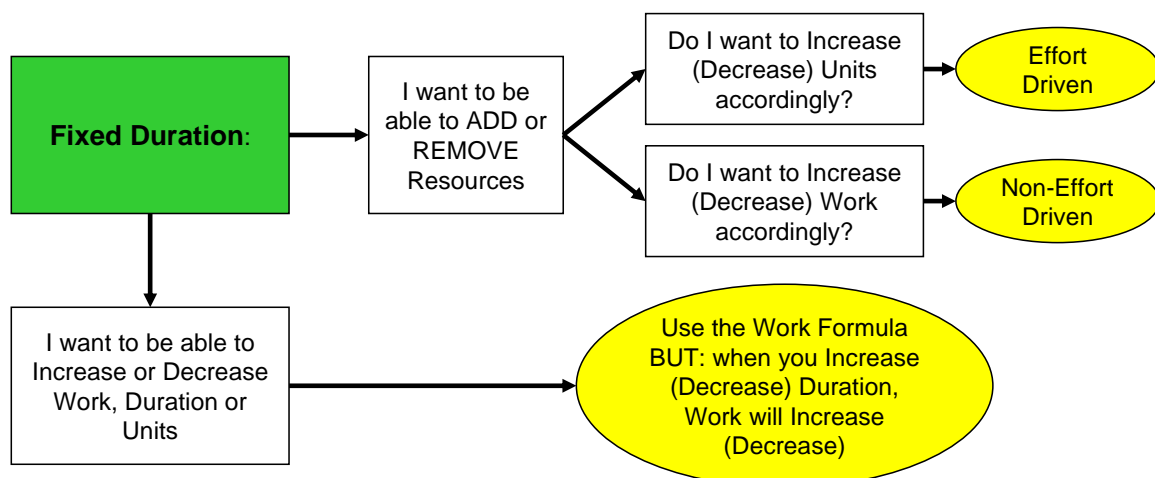 Fixed Duration:
I want to be
able to ADD or
REMOVE
Resources
Do I want to Increase
(Decrease) Units
accordingly?
Effort
Driven
Do I want to Increase
(Decrease) Work
accordingly?
Non-Effort
Driven
I want to be able to
Increase or Decrease
Work, Duration or
Units
Use the Work Formula
BUT: when you Increase
(Decrease) Duration,
Work will Increase
(Decrease)